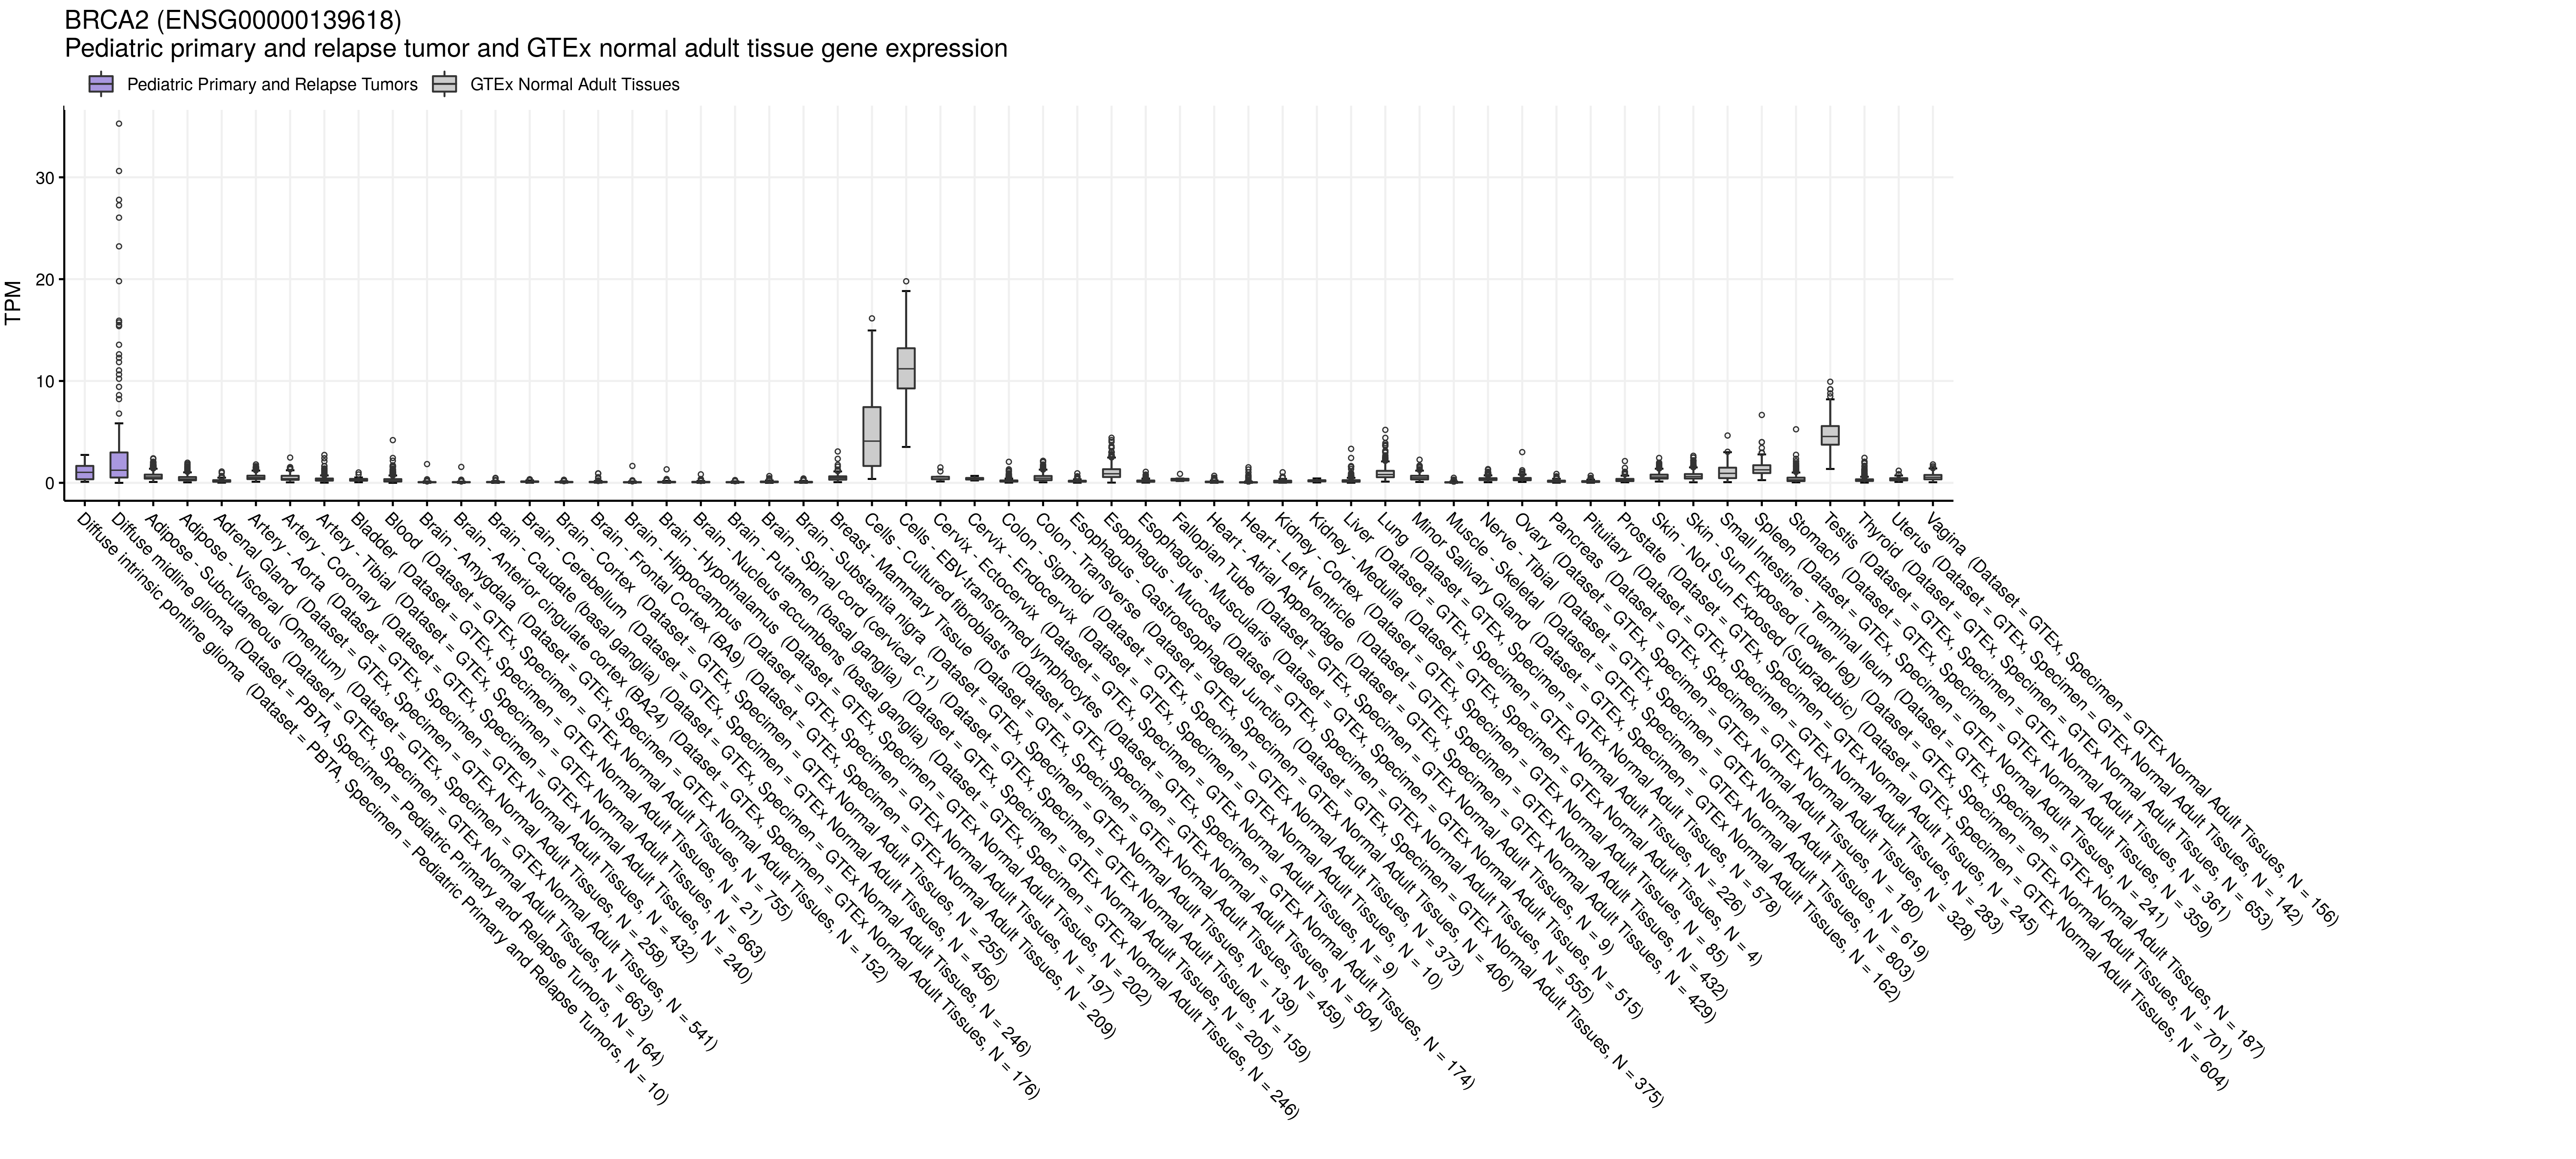 BRCA2 (ENSG00000139618)
Pediatric primary and relapse tumor and GTEx normal adult tissue gene expression
Pediatric Primary and Relapse Tumors
GTEx Normal Adult Tissues
TPM
30
20
10
0
Diffuse intrinsic pontine glioma (Dataset = PBTA, Specimen = Pediatric Primary and Relapse Tumors, N = 10)
Diffuse midline glioma (Dataset = PBTA, Specimen = Pediatric Primary and Relapse Tumors, N = 164)
Adipose - Subcutaneous (Dataset = GTEx, Specimen = GTEx Normal Adult Tissues, N = 663)
Adipose - Visceral (Omentum) (Dataset = GTEx, Specimen = GTEx Normal Adult Tissues, N = 541)
Adrenal Gland (Dataset = GTEx, Specimen = GTEx Normal Adult Tissues, N = 258)
Artery - Aorta (Dataset = GTEx, Specimen = GTEx Normal Adult Tissues, N = 432)
Artery - Coronary (Dataset = GTEx, Specimen = GTEx Normal Adult Tissues, N = 240)
Artery - Tibial (Dataset = GTEx, Specimen = GTEx Normal Adult Tissues, N = 663)
Bladder (Dataset = GTEx, Specimen = GTEx Normal Adult Tissues, N = 21)
Blood (Dataset = GTEx, Specimen = GTEx Normal Adult Tissues, N = 755)
Brain - Amygdala (Dataset = GTEx, Specimen = GTEx Normal Adult Tissues, N = 152)
Brain - Anterior cingulate cortex (BA24) (Dataset = GTEx, Specimen = GTEx Normal Adult Tissues, N = 176)
Brain - Caudate (basal ganglia) (Dataset = GTEx, Specimen = GTEx Normal Adult Tissues, N = 246)
Brain - Cerebellum (Dataset = GTEx, Specimen = GTEx Normal Adult Tissues, N = 456)
Brain - Cortex (Dataset = GTEx, Specimen = GTEx Normal Adult Tissues, N = 255)
Brain - Frontal Cortex (BA9) (Dataset = GTEx, Specimen = GTEx Normal Adult Tissues, N = 209)
Brain - Hippocampus (Dataset = GTEx, Specimen = GTEx Normal Adult Tissues, N = 197)
Brain - Hypothalamus (Dataset = GTEx, Specimen = GTEx Normal Adult Tissues, N = 202)
Brain - Nucleus accumbens (basal ganglia) (Dataset = GTEx, Specimen = GTEx Normal Adult Tissues, N = 246)
Brain - Putamen (basal ganglia) (Dataset = GTEx, Specimen = GTEx Normal Adult Tissues, N = 205)
Brain - Spinal cord (cervical c-1) (Dataset = GTEx, Specimen = GTEx Normal Adult Tissues, N = 159)
Brain - Substantia nigra (Dataset = GTEx, Specimen = GTEx Normal Adult Tissues, N = 139)
Breast - Mammary Tissue (Dataset = GTEx, Specimen = GTEx Normal Adult Tissues, N = 459)
Cells - Cultured fibroblasts (Dataset = GTEx, Specimen = GTEx Normal Adult Tissues, N = 504)
Cells - EBV-transformed lymphocytes (Dataset = GTEx, Specimen = GTEx Normal Adult Tissues, N = 174)
Cervix - Ectocervix (Dataset = GTEx, Specimen = GTEx Normal Adult Tissues, N = 9)
Cervix - Endocervix (Dataset = GTEx, Specimen = GTEx Normal Adult Tissues, N = 10)
Colon - Sigmoid (Dataset = GTEx, Specimen = GTEx Normal Adult Tissues, N = 373)
Colon - Transverse (Dataset = GTEx, Specimen = GTEx Normal Adult Tissues, N = 406)
Esophagus - Gastroesophageal Junction (Dataset = GTEx, Specimen = GTEx Normal Adult Tissues, N = 375)
Esophagus - Mucosa (Dataset = GTEx, Specimen = GTEx Normal Adult Tissues, N = 555)
Esophagus - Muscularis (Dataset = GTEx, Specimen = GTEx Normal Adult Tissues, N = 515)
Fallopian Tube (Dataset = GTEx, Specimen = GTEx Normal Adult Tissues, N = 9)
Heart - Atrial Appendage (Dataset = GTEx, Specimen = GTEx Normal Adult Tissues, N = 429)
Heart - Left Ventricle (Dataset = GTEx, Specimen = GTEx Normal Adult Tissues, N = 432)
Kidney - Cortex (Dataset = GTEx, Specimen = GTEx Normal Adult Tissues, N = 85)
Kidney - Medulla (Dataset = GTEx, Specimen = GTEx Normal Adult Tissues, N = 4)
Liver (Dataset = GTEx, Specimen = GTEx Normal Adult Tissues, N = 226)
Lung (Dataset = GTEx, Specimen = GTEx Normal Adult Tissues, N = 578)
Minor Salivary Gland (Dataset = GTEx, Specimen = GTEx Normal Adult Tissues, N = 162)
Muscle - Skeletal (Dataset = GTEx, Specimen = GTEx Normal Adult Tissues, N = 803)
Nerve - Tibial (Dataset = GTEx, Specimen = GTEx Normal Adult Tissues, N = 619)
Ovary (Dataset = GTEx, Specimen = GTEx Normal Adult Tissues, N = 180)
Pancreas (Dataset = GTEx, Specimen = GTEx Normal Adult Tissues, N = 328)
Pituitary (Dataset = GTEx, Specimen = GTEx Normal Adult Tissues, N = 283)
Prostate (Dataset = GTEx, Specimen = GTEx Normal Adult Tissues, N = 245)
Skin - Not Sun Exposed (Suprapubic) (Dataset = GTEx, Specimen = GTEx Normal Adult Tissues, N = 604)
Skin - Sun Exposed (Lower leg) (Dataset = GTEx, Specimen = GTEx Normal Adult Tissues, N = 701)
Small Intestine - Terminal Ileum (Dataset = GTEx, Specimen = GTEx Normal Adult Tissues, N = 187)
Spleen (Dataset = GTEx, Specimen = GTEx Normal Adult Tissues, N = 241)
Stomach (Dataset = GTEx, Specimen = GTEx Normal Adult Tissues, N = 359)
Testis (Dataset = GTEx, Specimen = GTEx Normal Adult Tissues, N = 361)
Thyroid (Dataset = GTEx, Specimen = GTEx Normal Adult Tissues, N = 653)
Uterus (Dataset = GTEx, Specimen = GTEx Normal Adult Tissues, N = 142)
Vagina (Dataset = GTEx, Specimen = GTEx Normal Adult Tissues, N = 156)